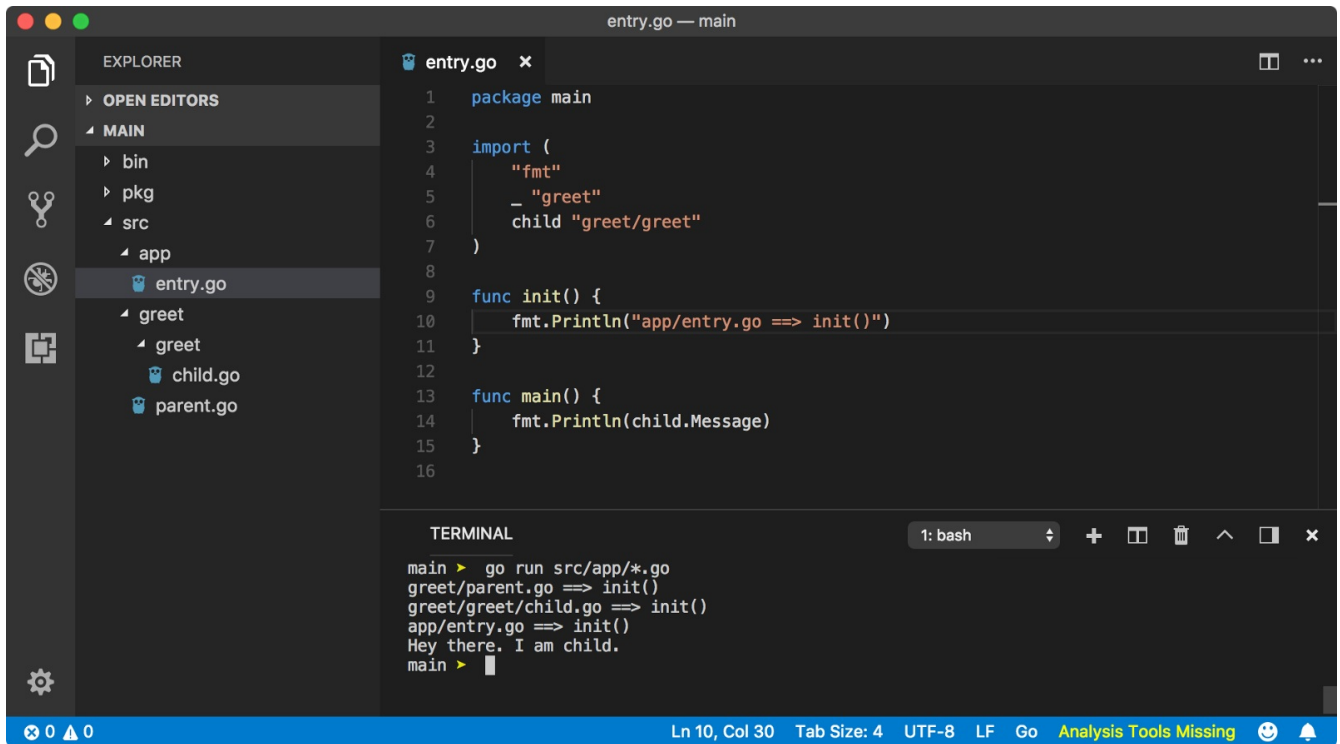 entry.go — main
EXPLORER
OPEN EDITORS
MAIN
bin
pkg
src
app
entry.go
greet
greet
child.go
parent.go
entry.go ×
1 package main
2
3 import (
4 "fmt"
5 _ "greet"
6 child "greet/greet"
7 )
8
9 func init() {
10 fmt.Println("app/entry.go ==> init()")
11 }
12
13 func main() {
14 fmt.Println(child.Message)
15 }
16
TERMINAL
1: bash
main ➤ go run src/app/*.go
greet/parent.go ==> init()
greet/greet/child.go ==> init()
app/entry.go ==> init()
Hey there. I am child.
main ➤
0 0 Ln 10, Col 30 Tab Size: 4 UTF-8 LF Go Analysis Tools Missing